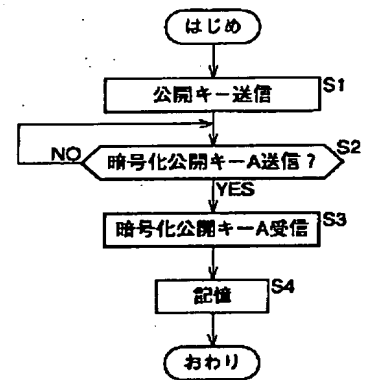 はじめ
公開キー送信 S1
暗号化公開キーA送信? S2
NO
YES
暗号化公開キーA受信 S3
記憶 S4
おわり